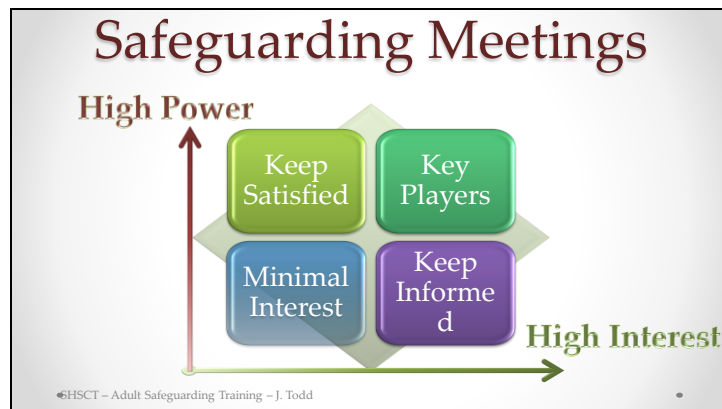 Safeguarding Meetings
High Power
Keep
Satisfied
Key
Players
Minimal
Interest
Keep
Informe
d
High Interest
SHSCT – Adult Safeguarding Training – J. Todd